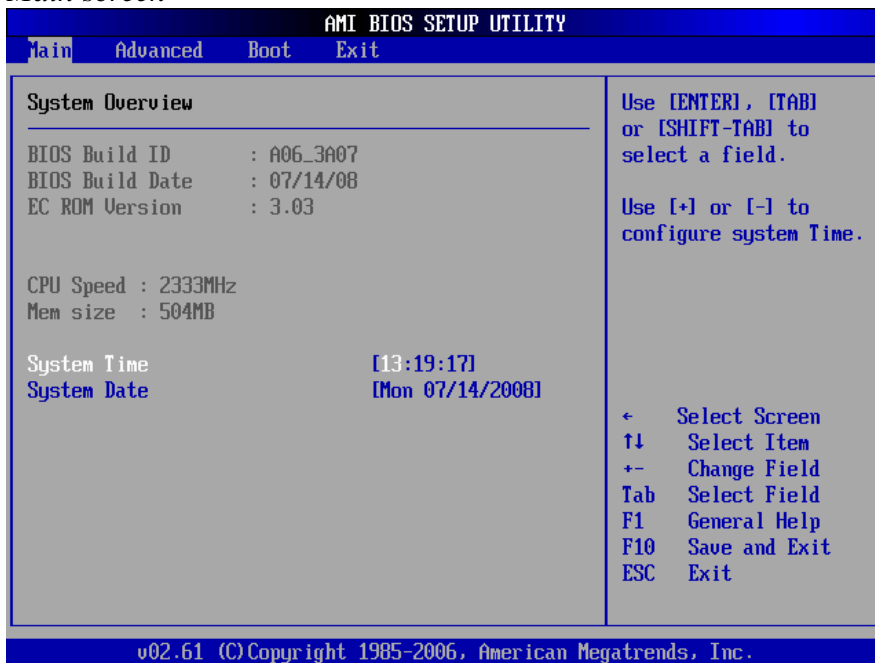 AMI BIOS SETUP UTILITY
Main Advanced Boot Exit
System Overview
BIOS Build ID : A06_3A07
BIOS Build Date : 07/14/08
EC ROM Version : 3.03
CPU Speed : 2333MHz
Mem size : 504MB
System Time [13:19:17]
System Date [Mon 07/14/2008]
Use [ENTER], [TAB]
or [SHIFT-TAB] to
select a field.
Use [+] or [-] to
configure system Time.
← Select Screen
↑↓ Select Item
+- Change Field
Tab Select Field
F1 General Help
F10 Save and Exit
ESC Exit
v02.61 (C)Copyright 1985-2006, American Megatrends, Inc.